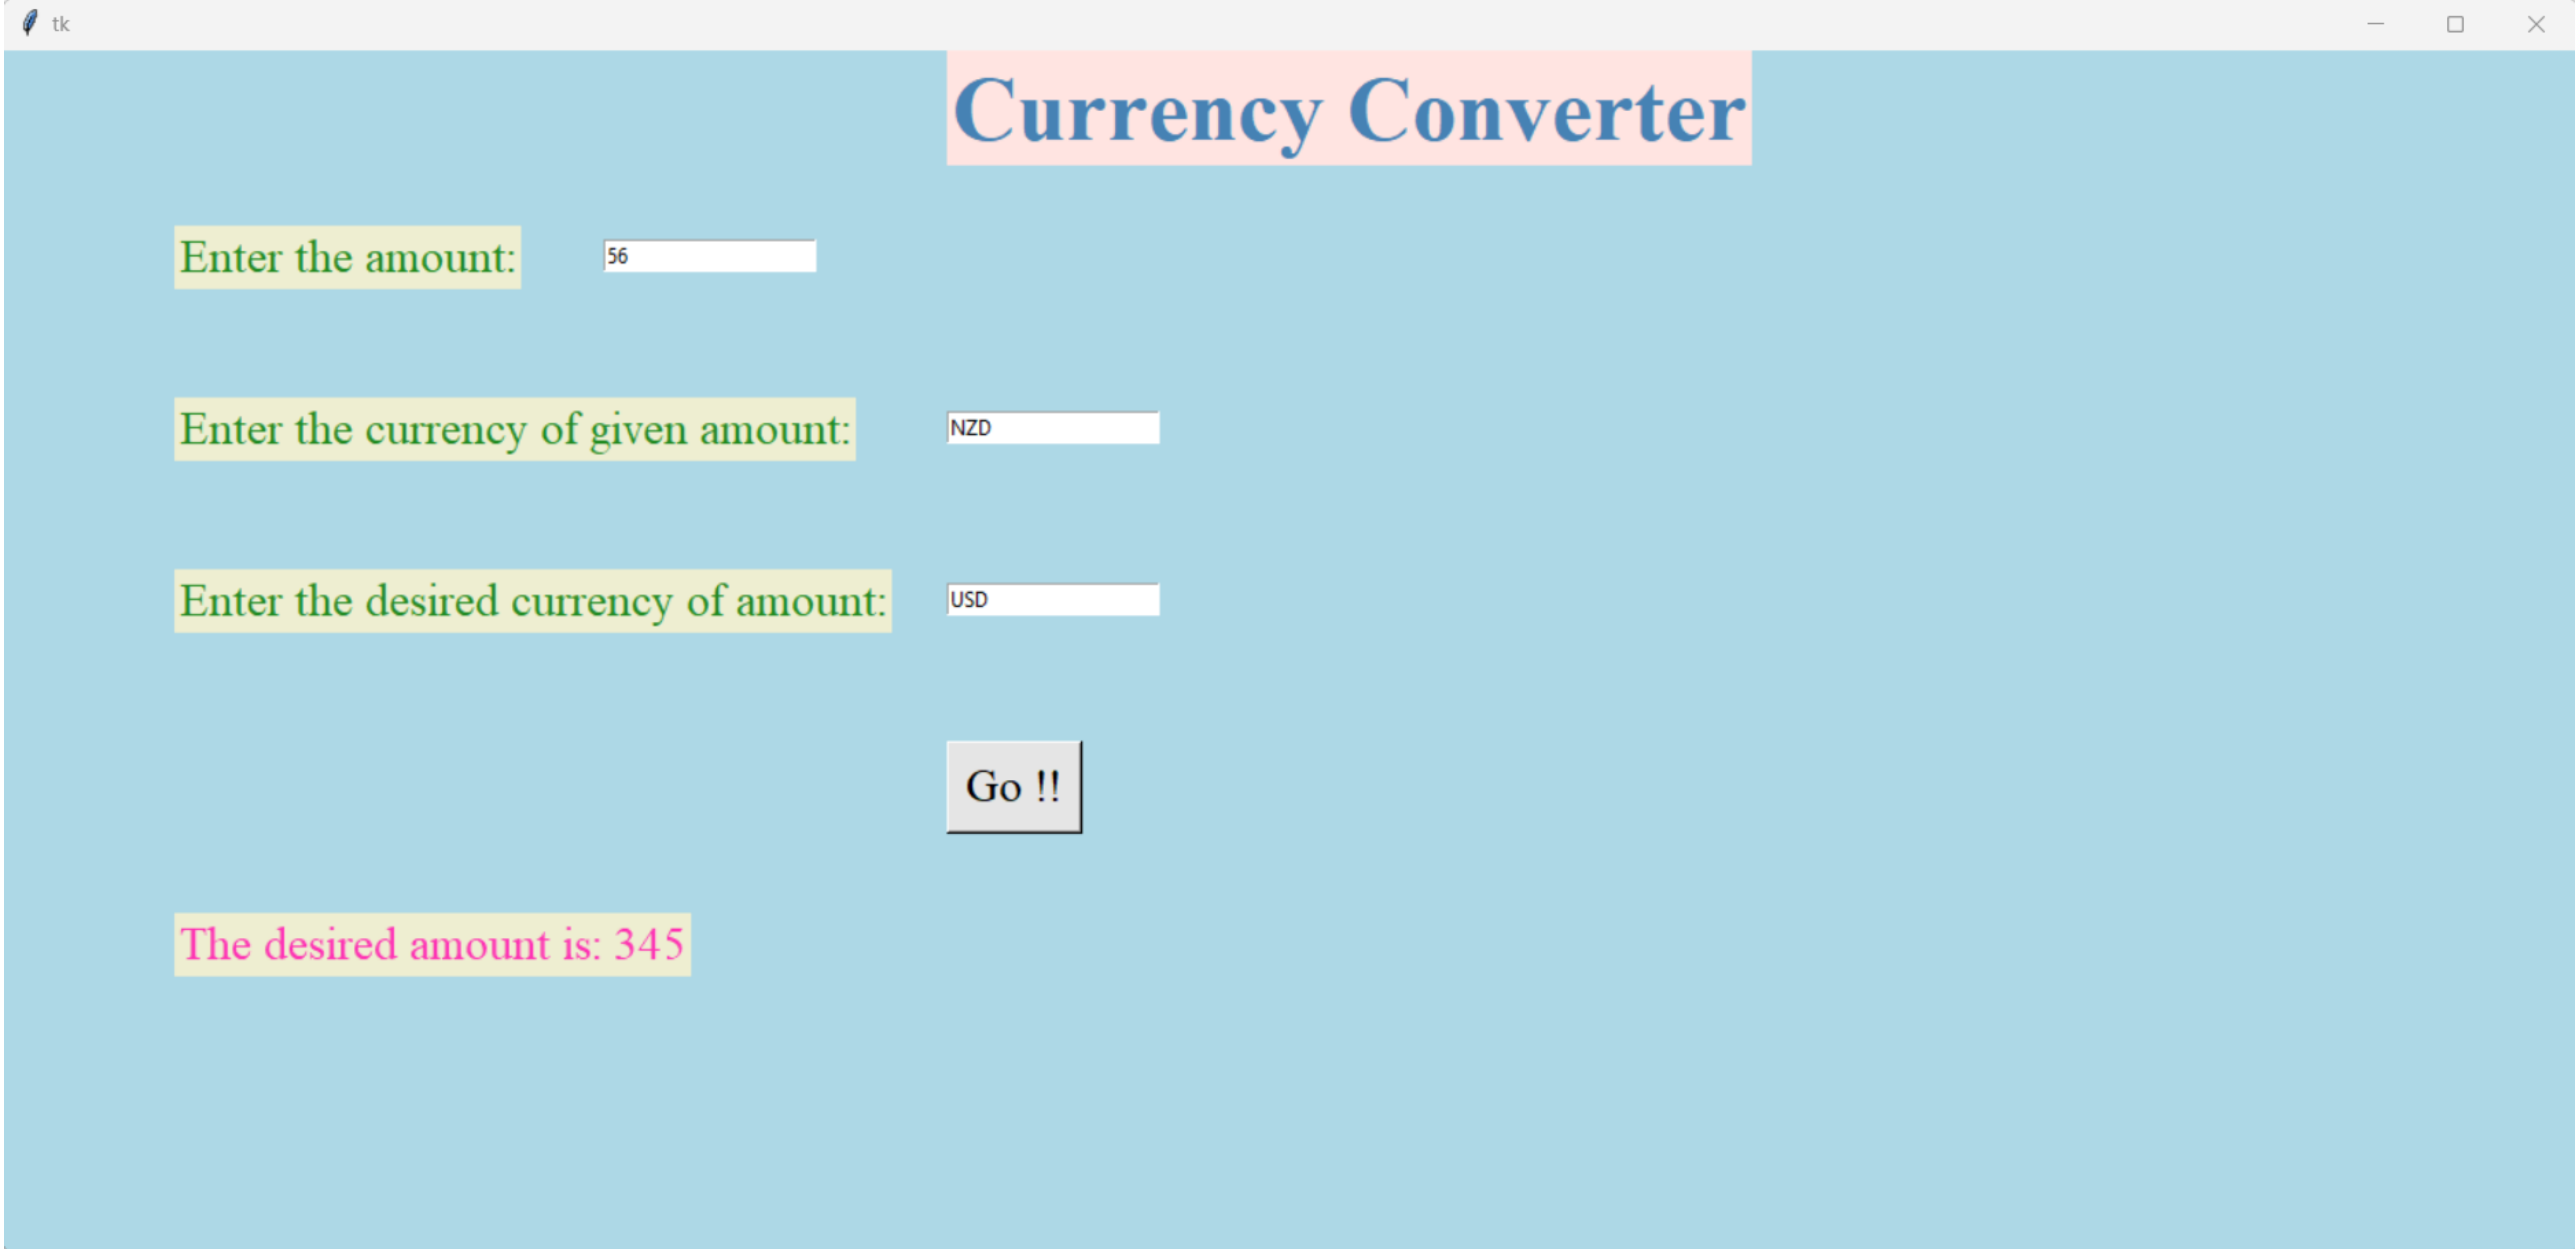 tk
Currency Converter
Enter the amount: 56
Enter the currency of given amount: NZD
Enter the desired currency of amount: USD
Go !!
The desired amount is: 345